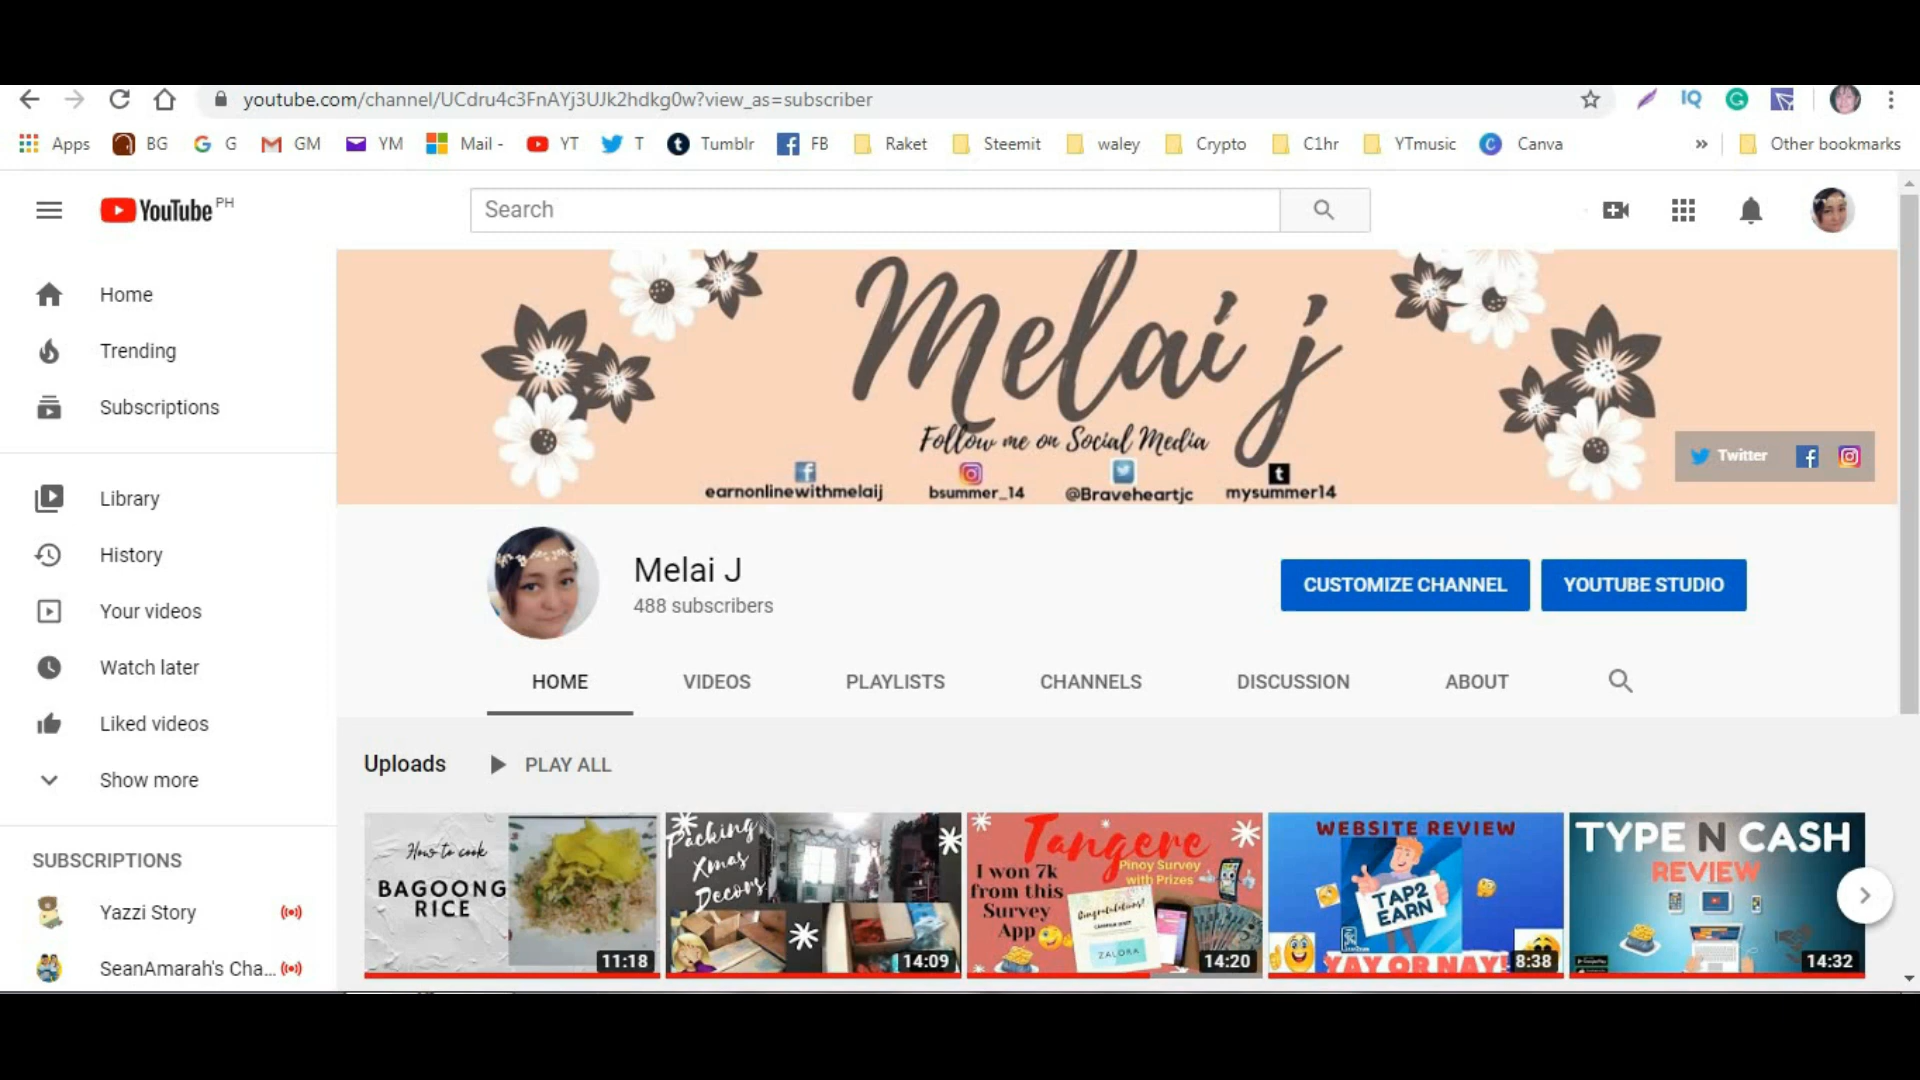 youtube.com/channel/UCdru4c3FnAYj3UJk2hdkg0w?view_as=subscriber
Apps BG G GM YM Mail - YT T Tumblr FB Raket Steemit waley Crypto C1hr YTmusic Canva » Other bookmarks
YouTube PH
Search
Home
Trending
Subscriptions
Library
History
Your videos
Watch later
Liked videos
Show more
SUBSCRIPTIONS
Yazzi Story
SeanAmarah's Cha...
Melai j
Follow me on Social Media
earnonlinewithmelaij bsummer_14 @Braveheartjc mysummer14
Twitter
Melai J
488 subscribers
CUSTOMIZE CHANNEL YOUTUBE STUDIO
HOME VIDEOS PLAYLISTS CHANNELS DISCUSSION ABOUT
Uploads PLAY ALL
How to cook
BAGOONG
RICE
11:18
Packing
Xmas
Decors
14:09
Tangere
Pinoy Survey
with Prizes
I won 7k
from this
Survey
App
Congratulations!
ZALORA
14:20
WEBSITE REVIEW
TAP2
EARN
YAY OR NAY!
8:38
TYPE N CASH
REVIEW
14:32